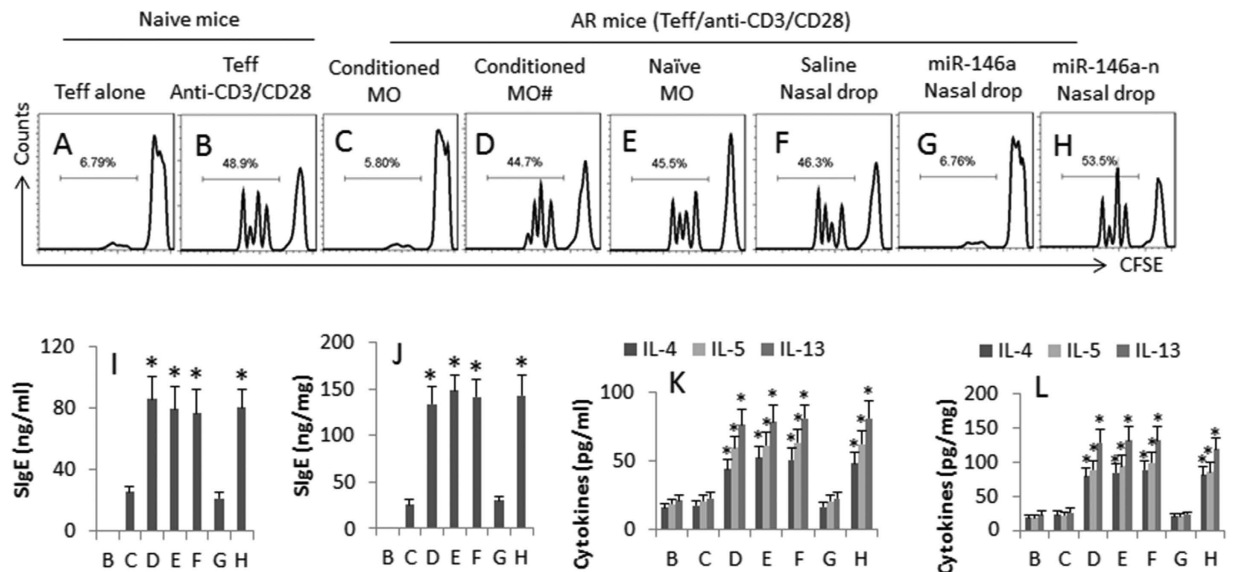 Naive mice
AR mice (Teff/anti-CD3/CD28)
Teff alone
Teff
Anti-CD3/CD28
Conditioned
MO
Conditioned
MO#
Naïve
MO
Saline
Nasal drop
miR-146a
Nasal drop
miR-146a-n
Nasal drop
Counts
A
6.79%
B
48.9%
C
5.80%
D
44.7%
E
45.5%
F
46.3%
G
6.76%
H
53.5%
CFSE
I
SIgE (ng/ml)
120
80
40
0
* * * *
B C D E F G H
J
SIgE (ng/mg)
200
150
100
50
0
* * * *
B C D E F G H
IL-4 IL-5 IL-13
K
Cytokines (pg/ml)
100
50
0
* * * * * * * * * * * *
B C D E F G H
IL-4 IL-5 IL-13
L
Cytokines (pg/mg)
200
150
100
50
0
* * * * * * * * * * * *
B C D E F G H